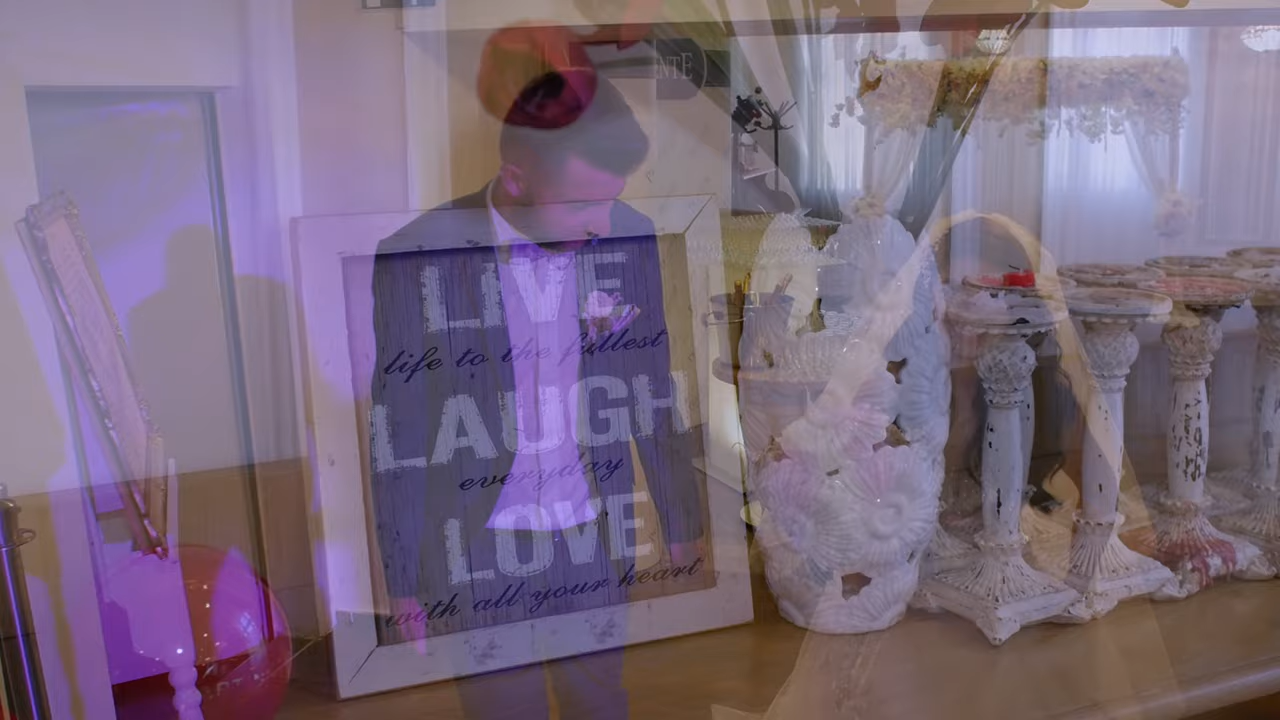 LIVE
life to the fullest
LAUGH
everyday
LOVE
with all your heart